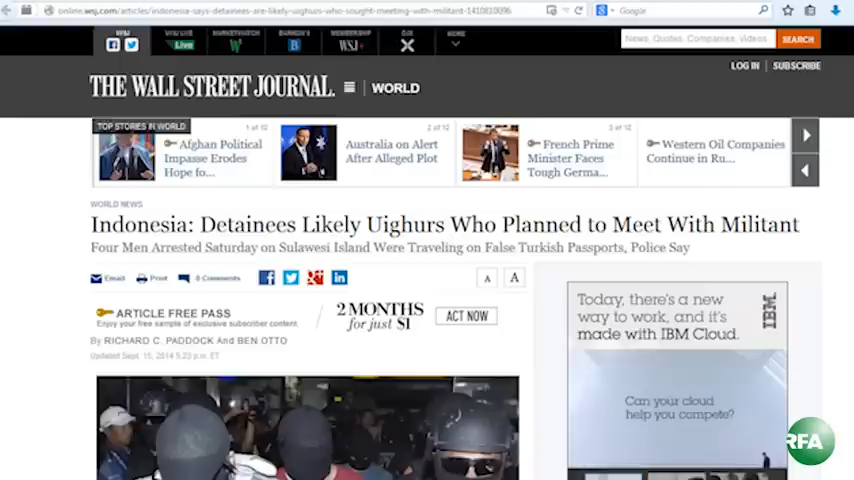 online.wsj.com/articles/indonesia-says-detainees-are-likely-uighurs-who-sought-meeting-with-militant-1410810096
Google
WSJ
WSJ LIVE
MARKETWATCH
BARRON'S
MEMBERSHIP
DJX
MORE
Live
W
B
WSJ+
X
News, Quotes, Companies, Videos
SEARCH
LOG IN
SUBSCRIBE
THE WALL STREET JOURNAL.
WORLD
TOP STORIES IN WORLD
1 of 12
Afghan Political
Impasse Erodes
Hope fo...
2 of 12
Australia on Alert
After Alleged Plot
3 of 12
French Prime
Minister Faces
Tough Germa...
Western Oil Companies
Continue in Ru...
WORLD NEWS
Indonesia: Detainees Likely Uighurs Who Planned to Meet With Militant
Four Men Arrested Saturday on Sulawesi Island Were Traveling on False Turkish Passports, Police Say
Email
Print
0 Comments
A
A
ARTICLE FREE PASS
Enjoy your free sample of exclusive subscriber content.
2 MONTHS
for just $1
ACT NOW
By RICHARD C. PADDOCK And BEN OTTO
Updated Sept. 15, 2014 5:23 p.m. ET
Today, there's a new
way to work, and it's
made with IBM Cloud.
IBM
Can your cloud
help you compete?
RFA